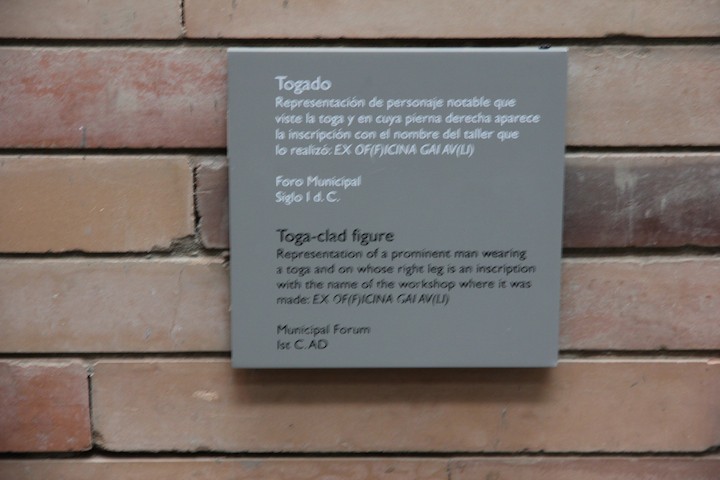 Togado
Representación de personaje notable que
viste la toga y en cuya pierna derecha aparece
la inscripción con el nombre del taller que
lo realizó: EX OF(F)ICINA GAI AV(LI)
Foro Municipal
Siglo I d. C.
Toga-clad figure
Representation of a prominent man wearing
a toga and on whose right leg is an inscription
with the name of the workshop where it was
made: EX OF(F)ICINA GAI AV(LI)
Municipal Forum
1st C. AD